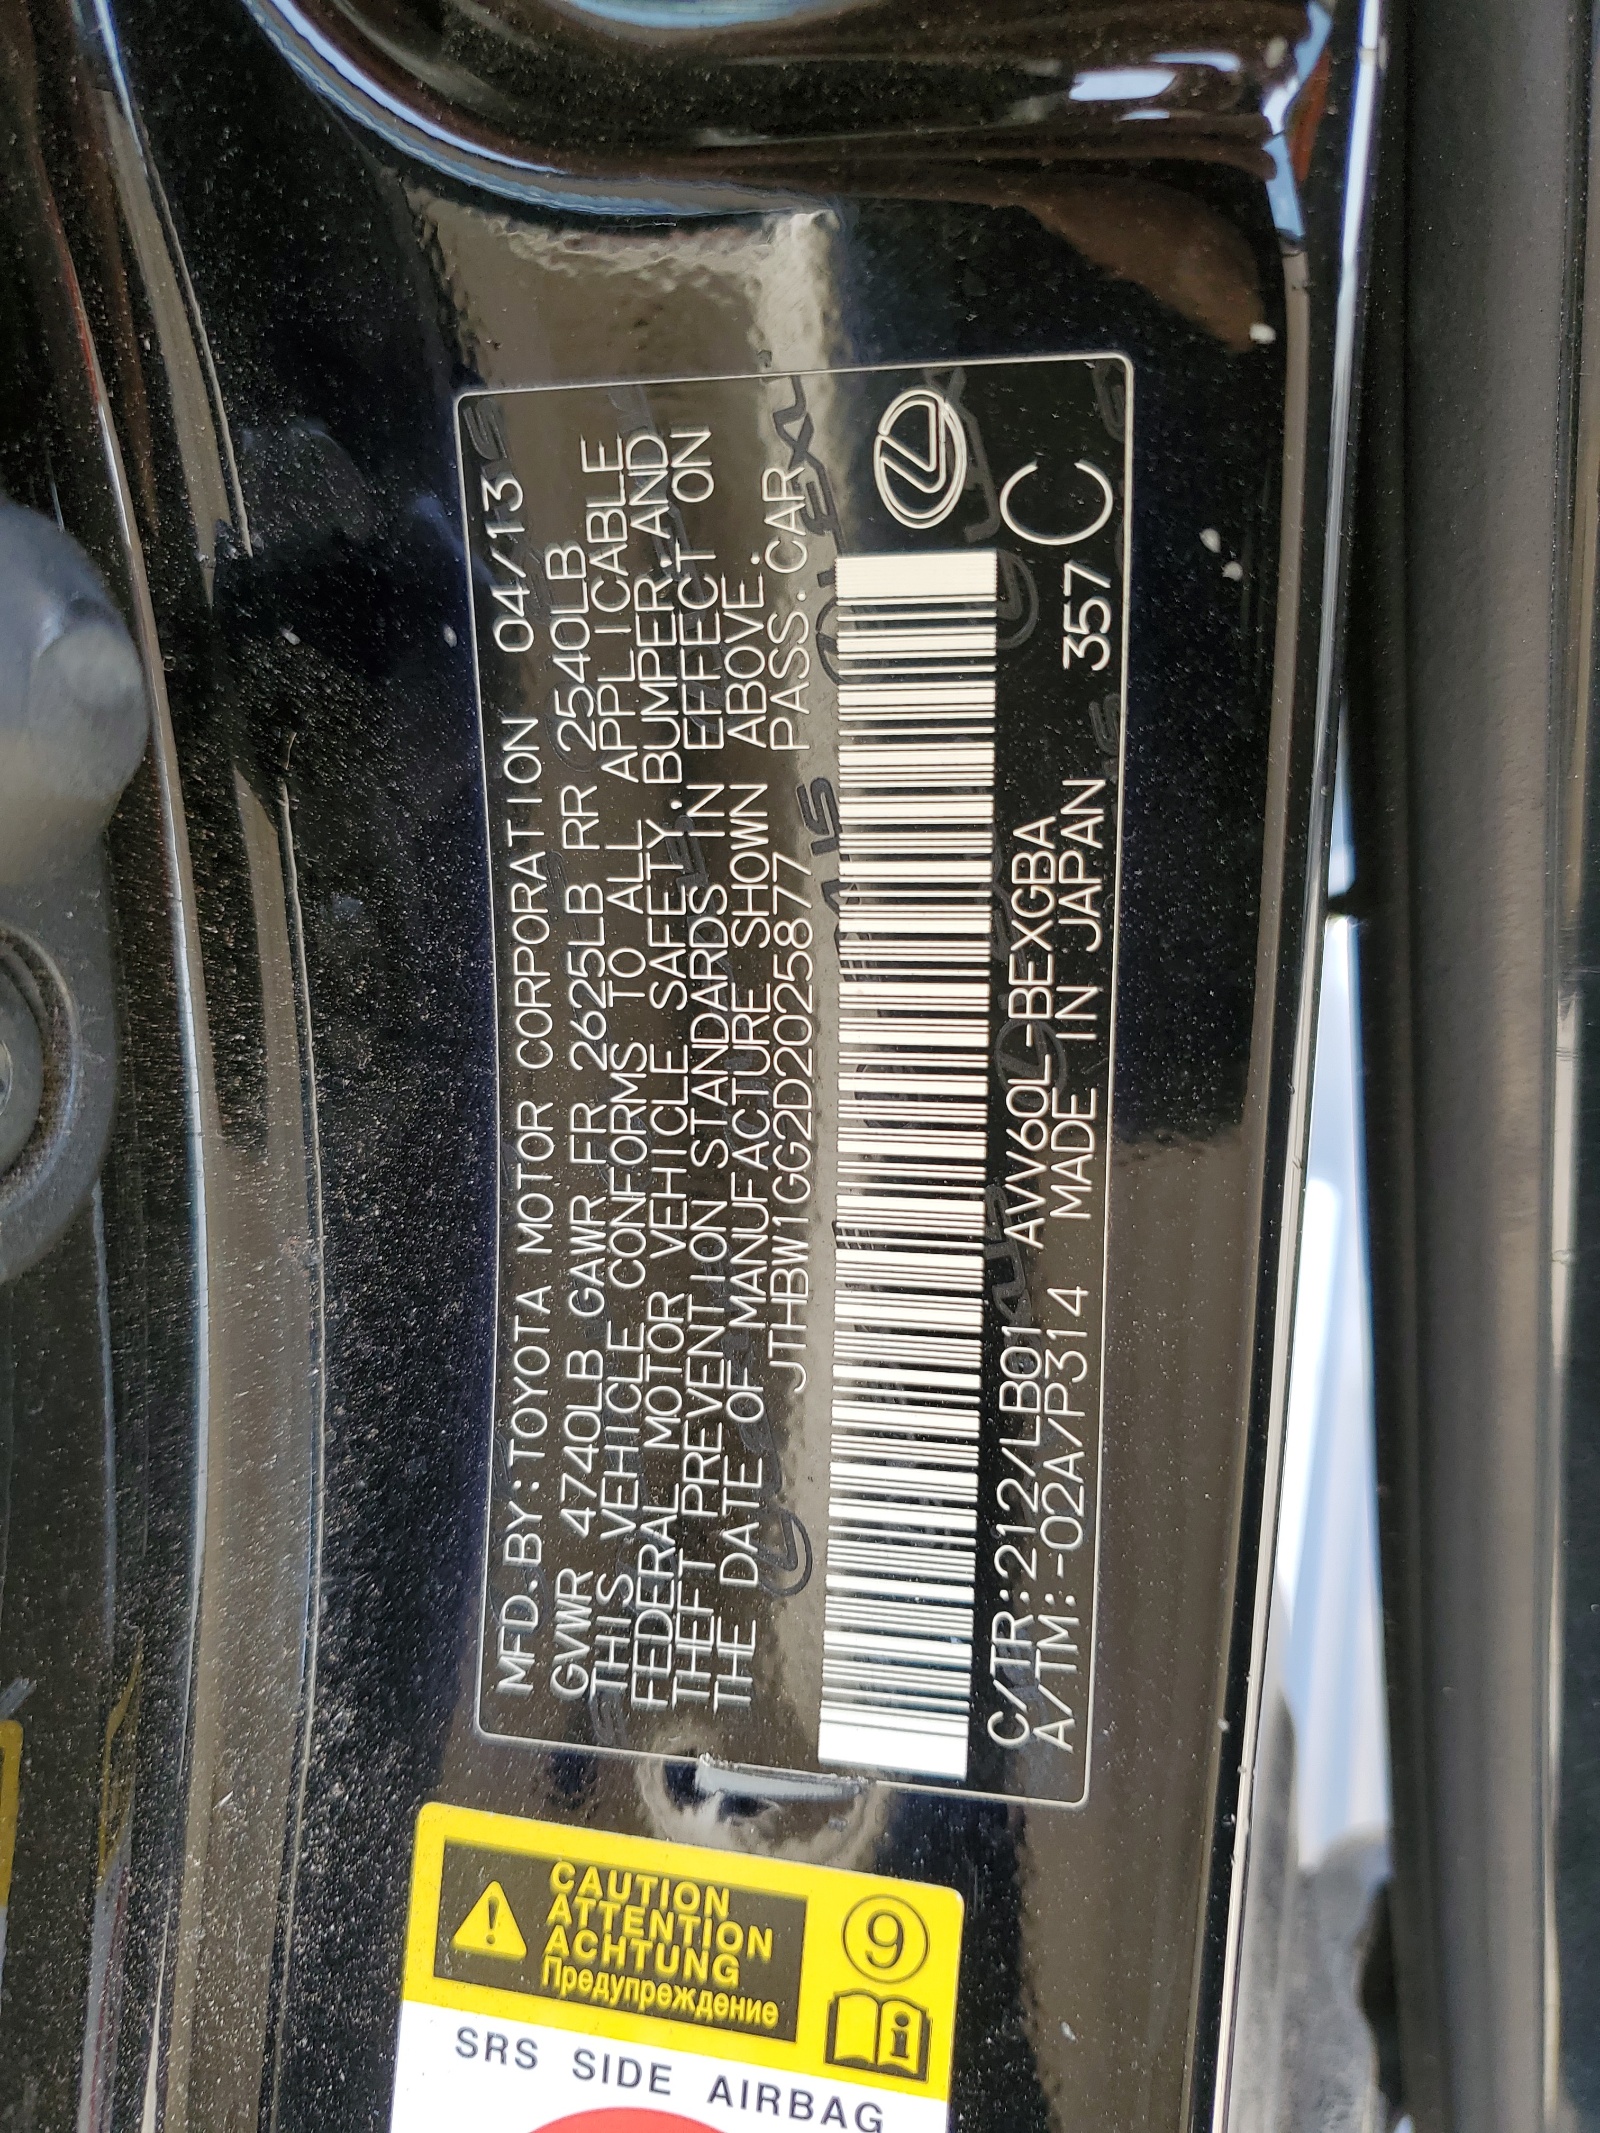 MFD.BY:TOYOTA MOTOR CORPORATION 04/13
GVWR 4740LB GAWR FR 2625LB RR 2540LB
THIS VEHICLE CONFORMS TO ALL APPLICABLE
FEDERAL MOTOR VEHICLE SAFETY.BUMPER.AND
THEFT PREVENTION STANDARDS IN EFFECT ON
THE DATE OF MANUFACTURE SHOWN ABOVE.
JTHBW1GG2D2025877 PASS.CAR
C/TR:212/LB01 AVV60L-BEXGBA
A/TM:-02A/P314 MADE IN JAPAN 357 C
CAUTION
ATTENTION
ACHTUNG
Предупреждение
9
i
SRS SIDE AIRBAG